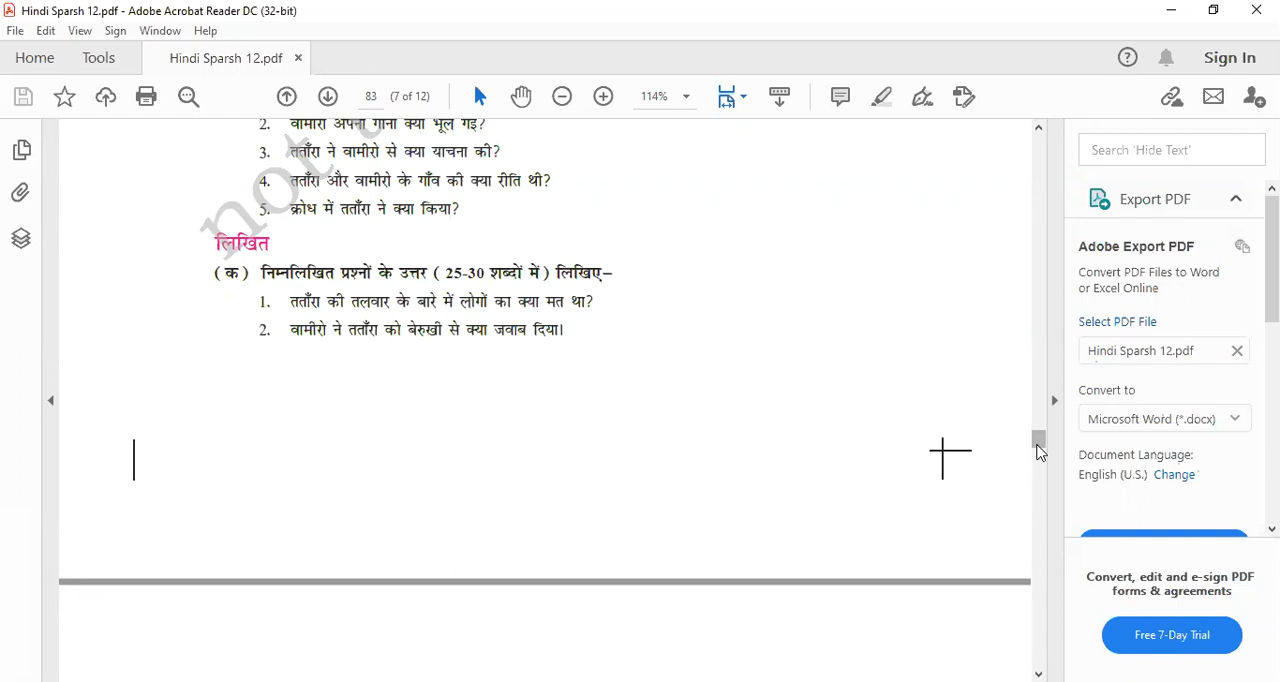 Hindi Sparsh 12.pdf - Adobe Acrobat Reader DC (32-bit)
File Edit View Sign Window Help
Home Tools Hindi Sparsh 12.pdf × Sign In
83 (7 of 12) 114%
2. वामीरो अपना गाना क्यों भूल गई?
3. तताँरा ने वामीरो से क्या याचना की?
4. तताँरा और वामीरो के गाँव की क्या रीति थी?
5. क्रोध में तताँरा ने क्या किया?
not
लिखित
(क) निम्नलिखित प्रश्नों के उत्तर (25-30 शब्दों में) लिखिए–
1. तताँरा की तलवार के बारे में लोगों का क्या मत था?
2. वामीरो ने तताँरा को बेरुखी से क्या जवाब दिया।
Search 'Hide Text'
Export PDF
Adobe Export PDF
Convert PDF Files to Word
or Excel Online
Select PDF File
Hindi Sparsh 12.pdf
Convert to
Microsoft Word (*.docx)
Document Language:
English (U.S.) Change
Convert, edit and e-sign PDF
forms & agreements
Free 7-Day Trial